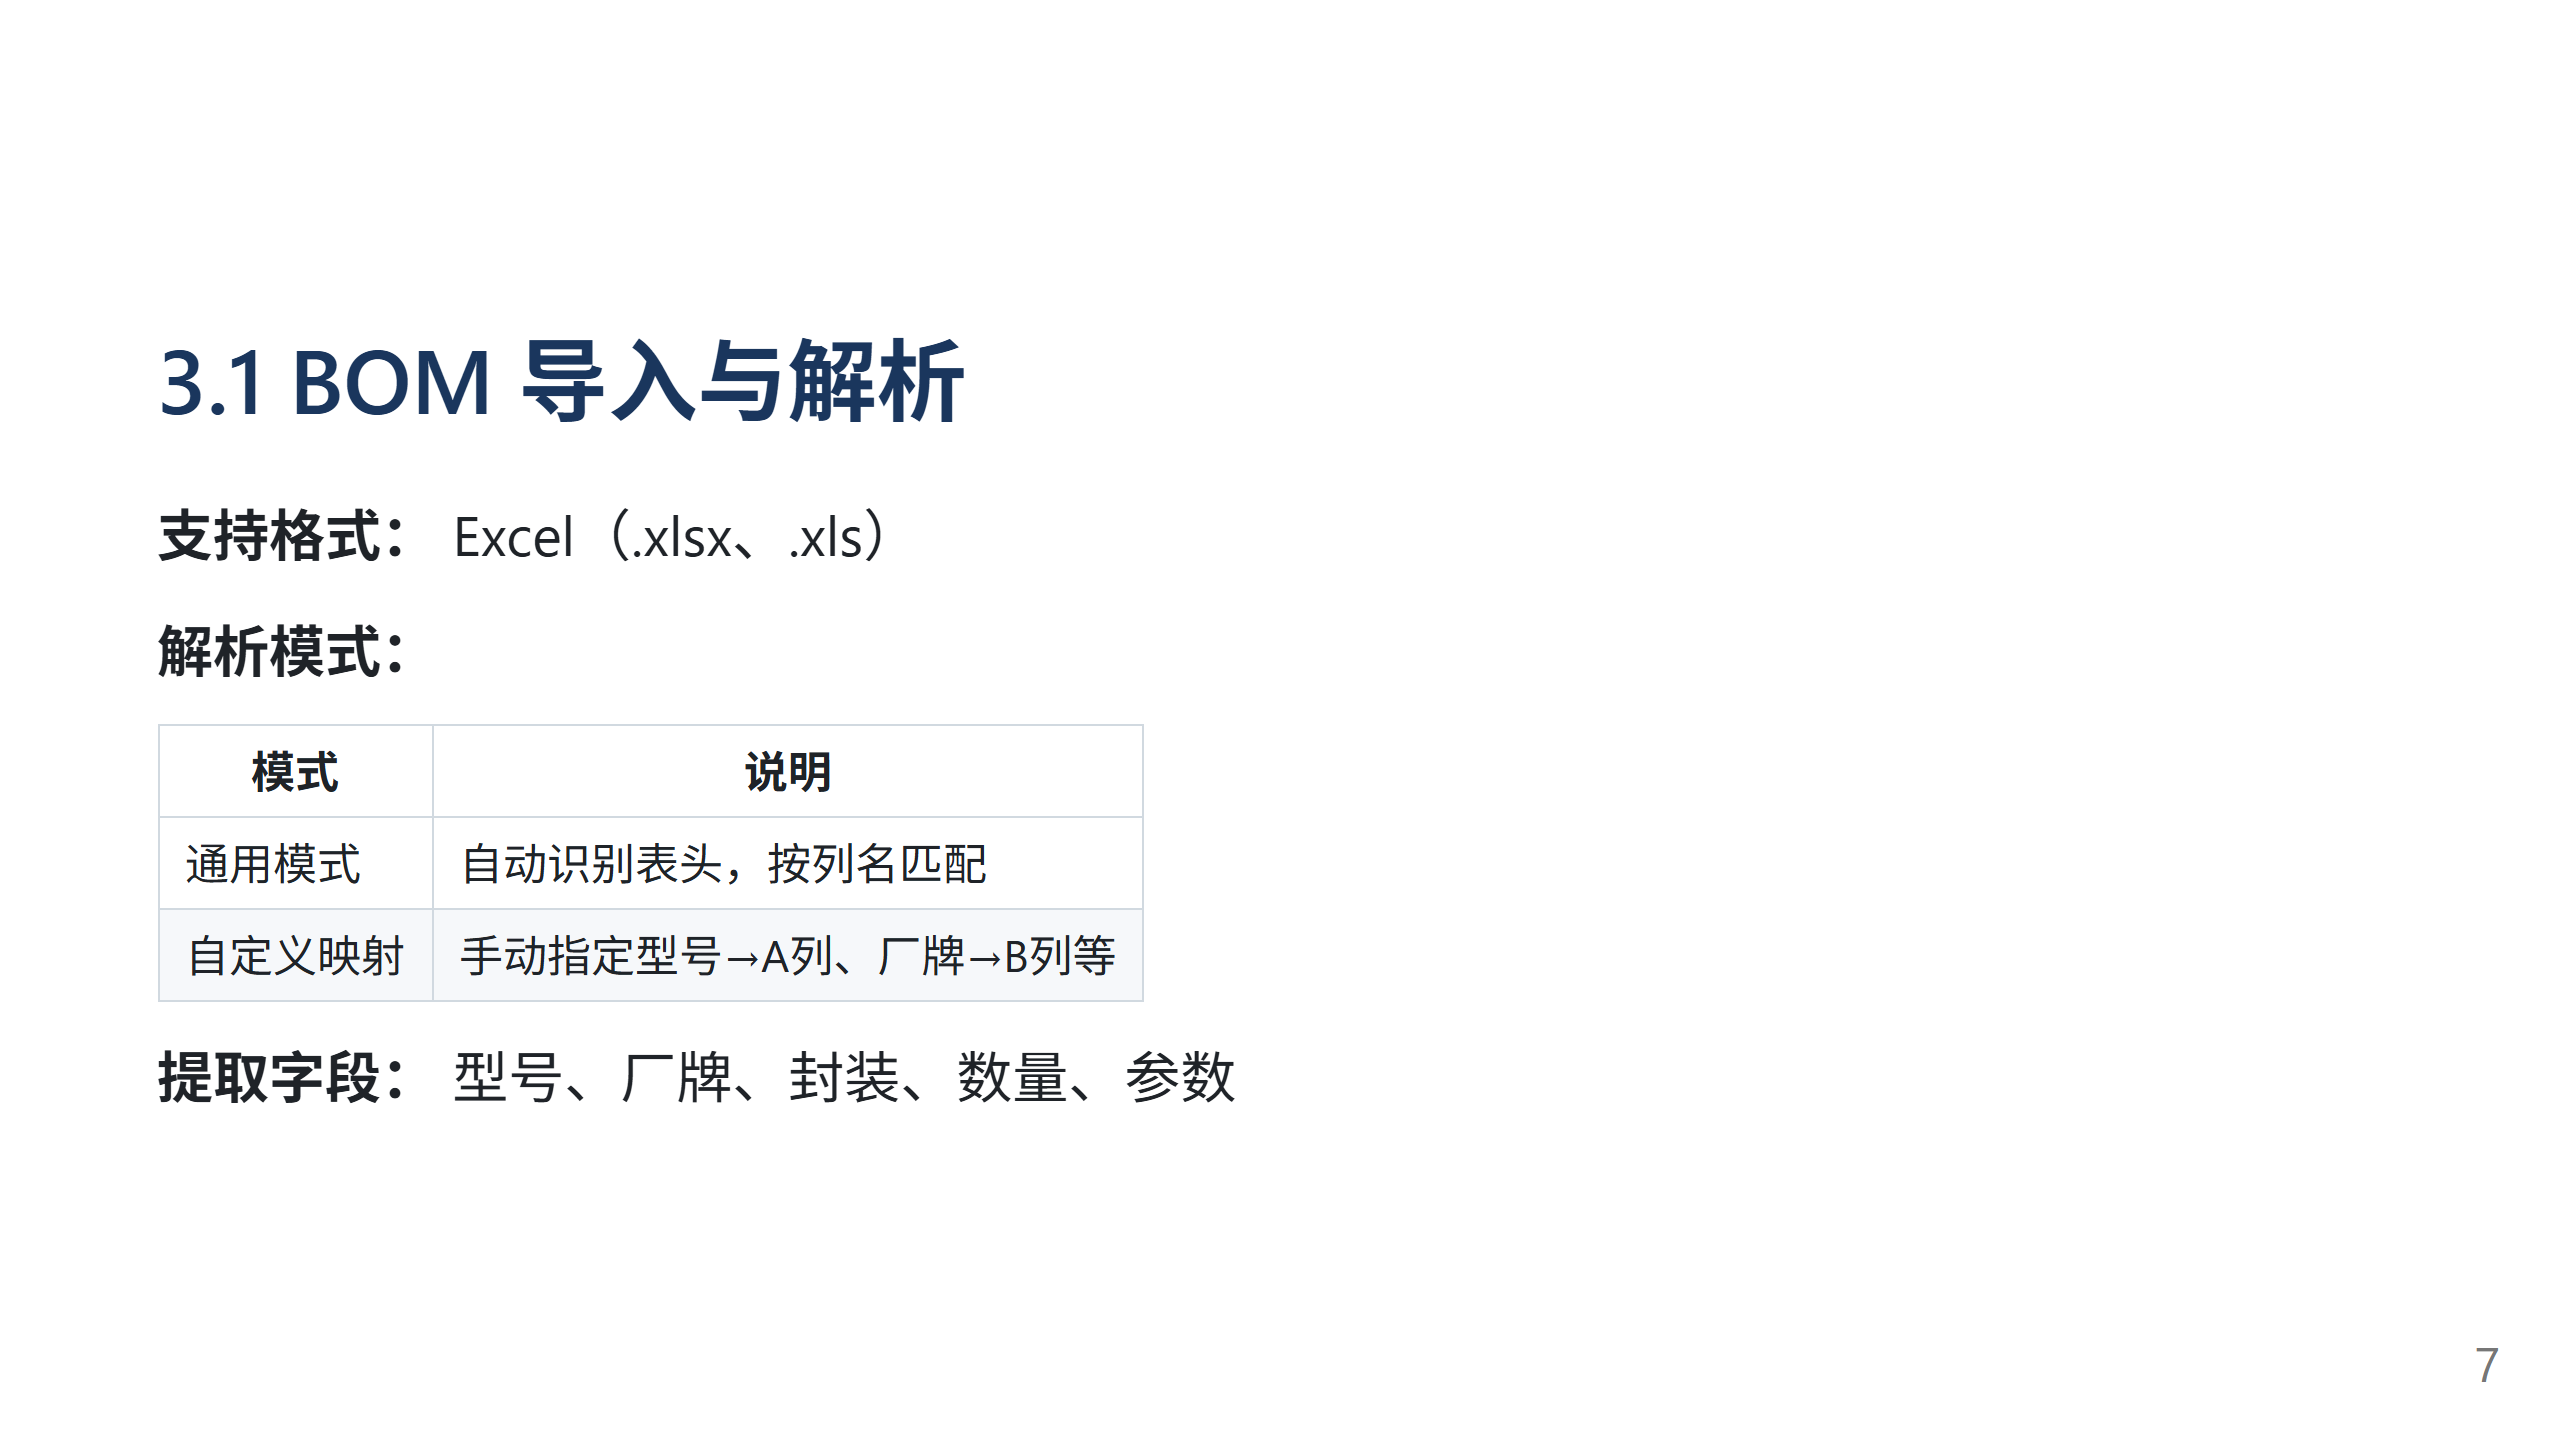 3.1 BOM 导入与解析
支持格式： Excel（.xlsx、.xls）
解析模式：
模式 说明
通用模式 自动识别表头，按列名匹配
自定义映射 手动指定型号→A列、厂牌→B列等
提取字段： 型号、厂牌、封装、数量、参数
7